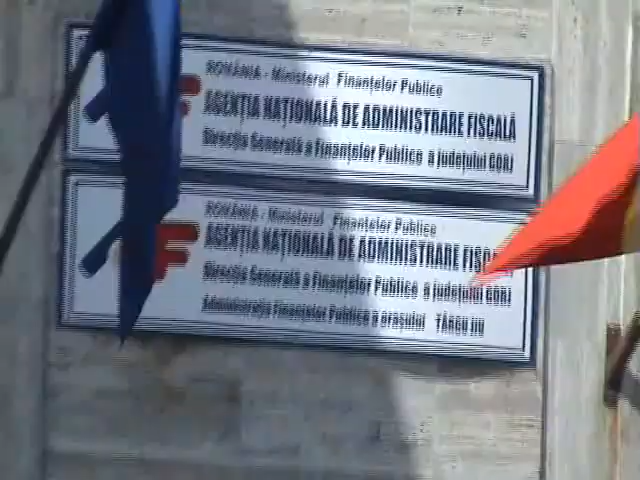 ROMÂNIA - Ministerul Finanţelor Publice
AGENŢIA NAŢIONALĂ DE ADMINISTRARE FISCALĂ
Direcţia Generală a Finanţelor Publice a judeţului GORJ
ROMÂNIA - Ministerul Finanţelor Publice
AGENŢIA NAŢIONALĂ DE ADMINISTRARE
Direcţia Generală a Finanţelor Publice a judeţului GORJ
Administraţia Finanţelor Publice a oraşului TÂRGU JIU